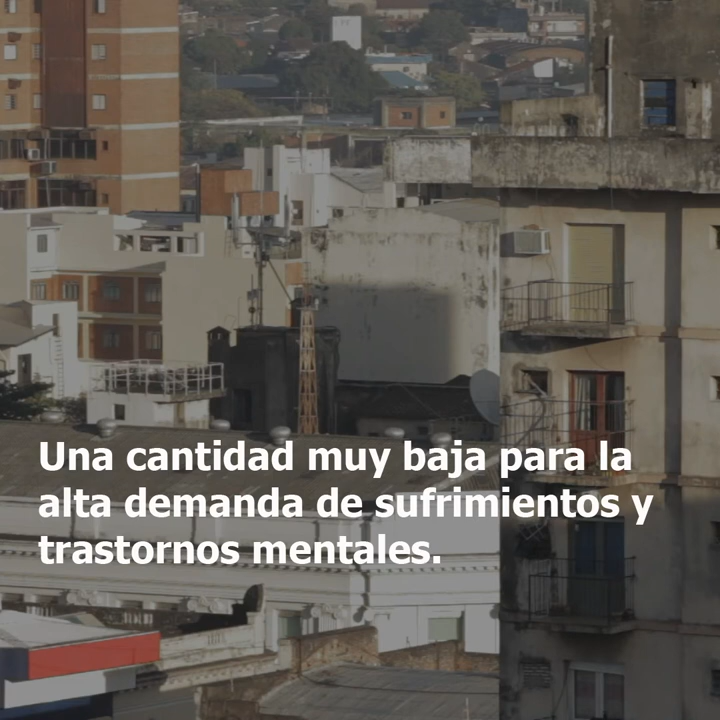 Una cantidad muy baja para la
alta demanda de sufrimientos y
trastornos mentales.